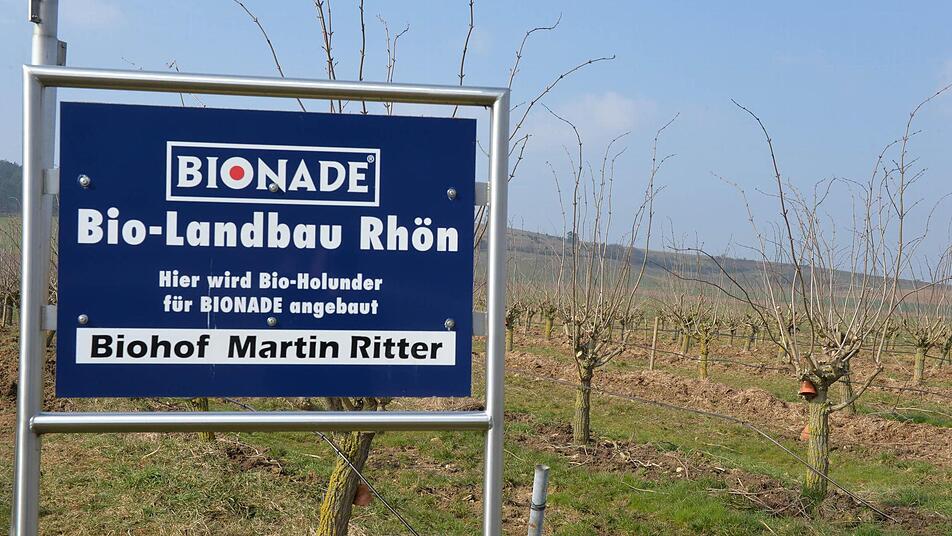 BIONADE®
Bio-Landbau Rhön
Hier wird Bio-Holunder
für BIONADE angebaut
Biohof Martin Ritter